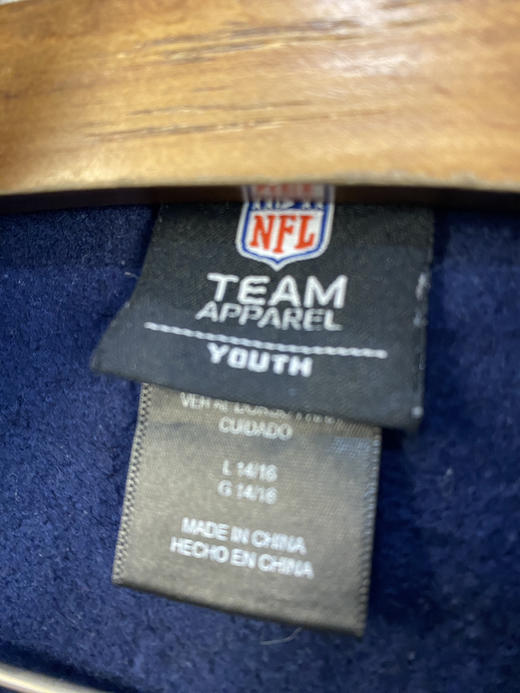 NFL
TEAM
APPAREL
YOUTH
CUIDADO
L 14/16
G 14/16
MADE IN CHINA
HECHO EN CHINA